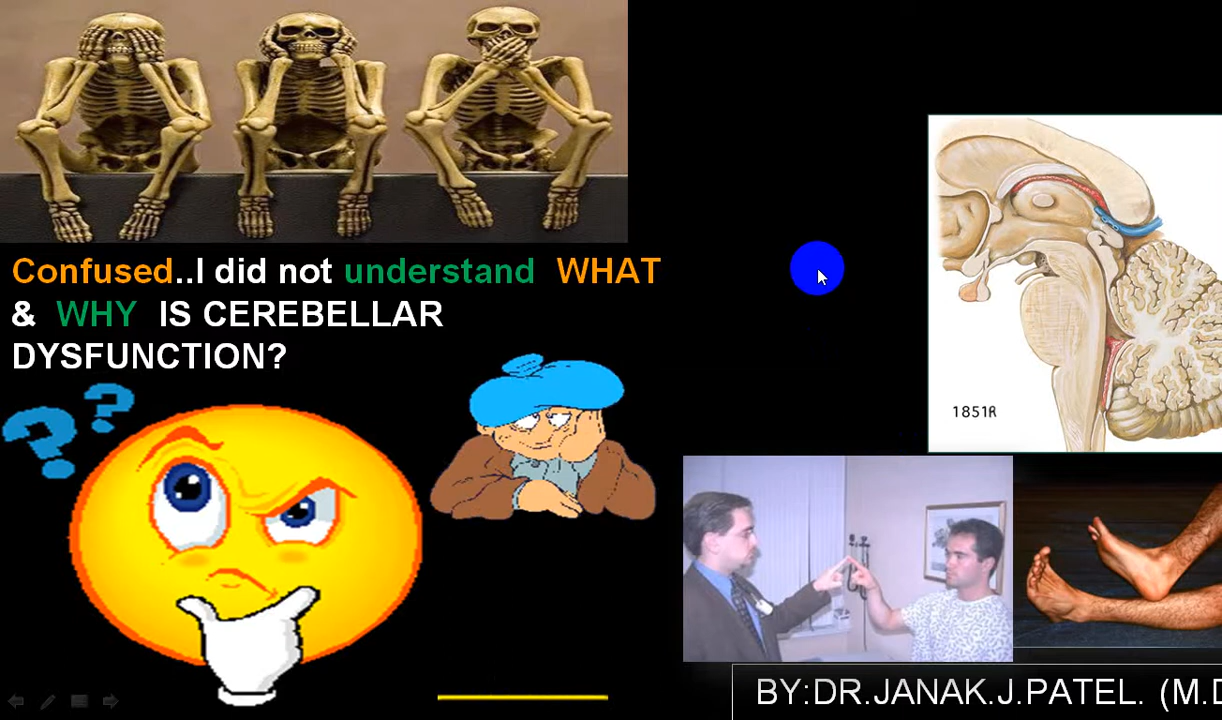 Confused..I did not understand WHAT
& WHY IS CEREBELLAR
DYSFUNCTION?
? ?
1851R
BY:DR.JANAK.J.PATEL. (M.D